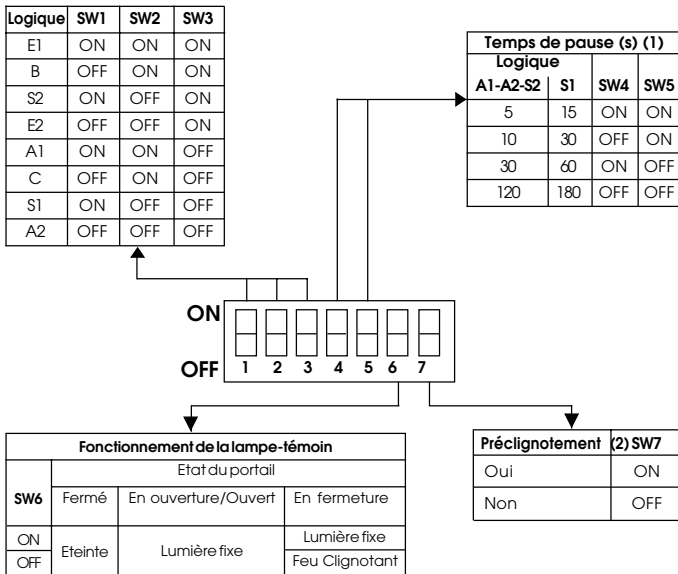 Logique SW1 SW2 SW3
E1 ON ON ON
B OFF ON ON
S2 ON OFF ON
E2 OFF OFF ON
A1 ON ON OFF
C OFF ON OFF
S1 ON OFF OFF
A2 OFF OFF OFF
Temps de pause (s) (1)
Logique
A1-A2-S2 S1 SW4 SW5
5 15 ON ON
10 30 OFF ON
30 60 ON OFF
120 180 OFF OFF
ON
OFF 1 2 3 4 5 6 7
Fonctionnement de la lampe-témoin
Etat du portail
SW6 Fermé En ouverture/Ouvert En fermeture
ON Eteinte Lumière fixe Lumière fixe
OFF Feu Clignotant
Préclignotement (2) SW7
Oui ON
Non OFF